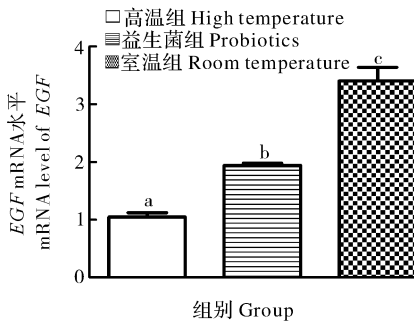 高温组 High temperature
益生菌组 Probiotics
室温组 Room temperature
EGF mRNA水平
mRNA level of EGF
4
3
2
1
0
a
b
c
组别 Group